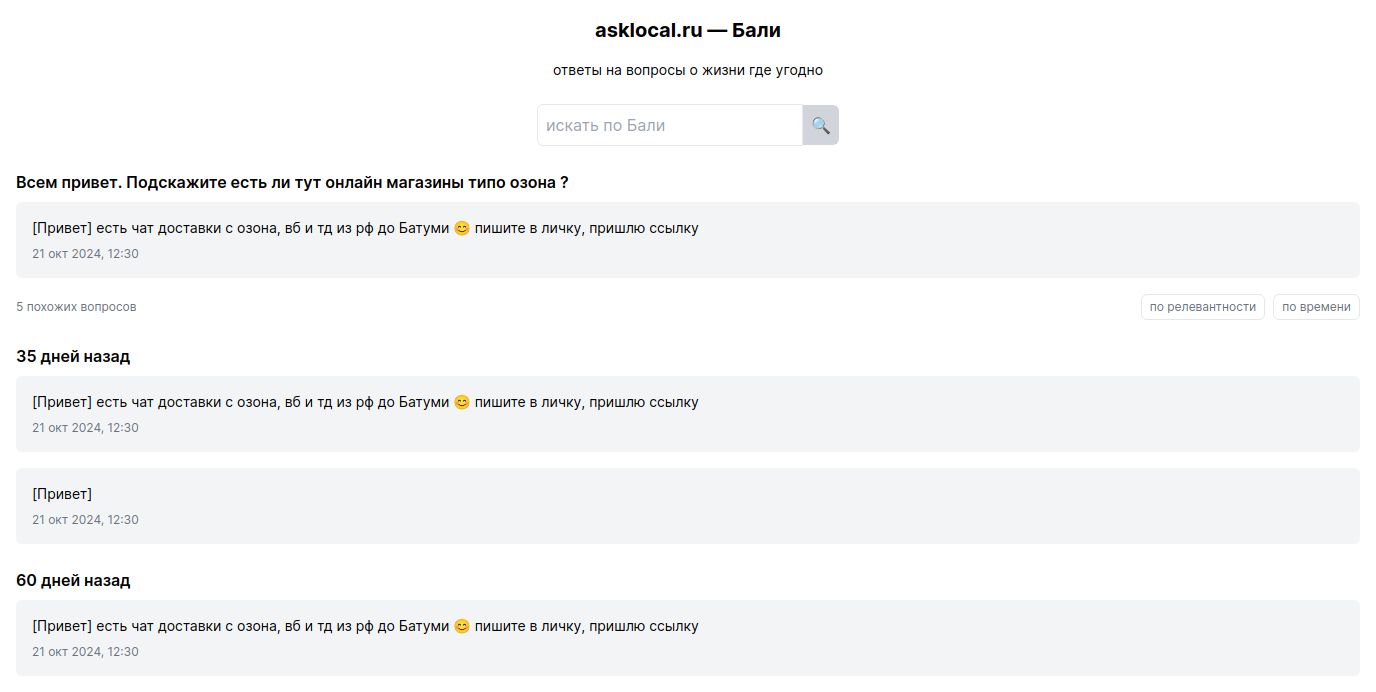 asklocal.ru — Бали
ответы на вопросы о жизни где угодно
искать по Бали
Всем привет. Подскажите есть ли тут онлайн магазины типо озона ?
[Привет] есть чат доставки с озона, вб и тд из рф до Батуми 😊 пишите в личку, пришлю ссылку
21 окт 2024, 12:30
5 похожих вопросов
по релевантности
по времени
35 дней назад
[Привет] есть чат доставки с озона, вб и тд из рф до Батуми 😊 пишите в личку, пришлю ссылку
21 окт 2024, 12:30
[Привет]
21 окт 2024, 12:30
60 дней назад
[Привет] есть чат доставки с озона, вб и тд из рф до Батуми 😊 пишите в личку, пришлю ссылку
21 окт 2024, 12:30